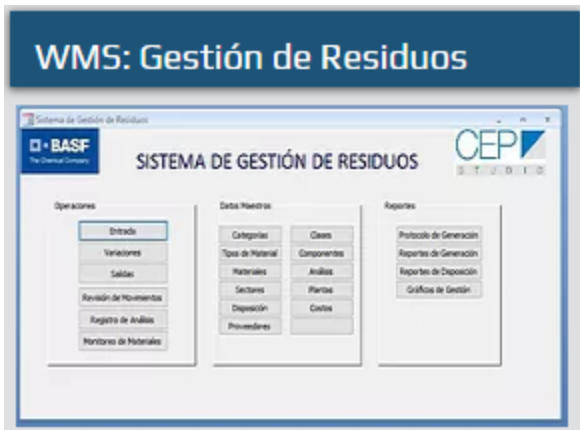 WMS: Gestión de Residuos
Sistema de Gestión de Residuos
BASF
The Chemical Company
SISTEMA DE GESTIÓN DE RESIDUOS
CEP
STUDIO
Operaciones
Entrada
Variaciones
Salidas
Revisión de Movimientos
Registro de Análisis
Monitoreo de Materiales
Datos Maestros
Categorías
Clases
Tipos de Material
Componentes
Materiales
Análisis
Sectores
Plantas
Disposición
Costos
Proveedores
Reportes
Protocolo de Generación
Reportes de Generación
Reportes de Disposición
Gráficos de Gestión